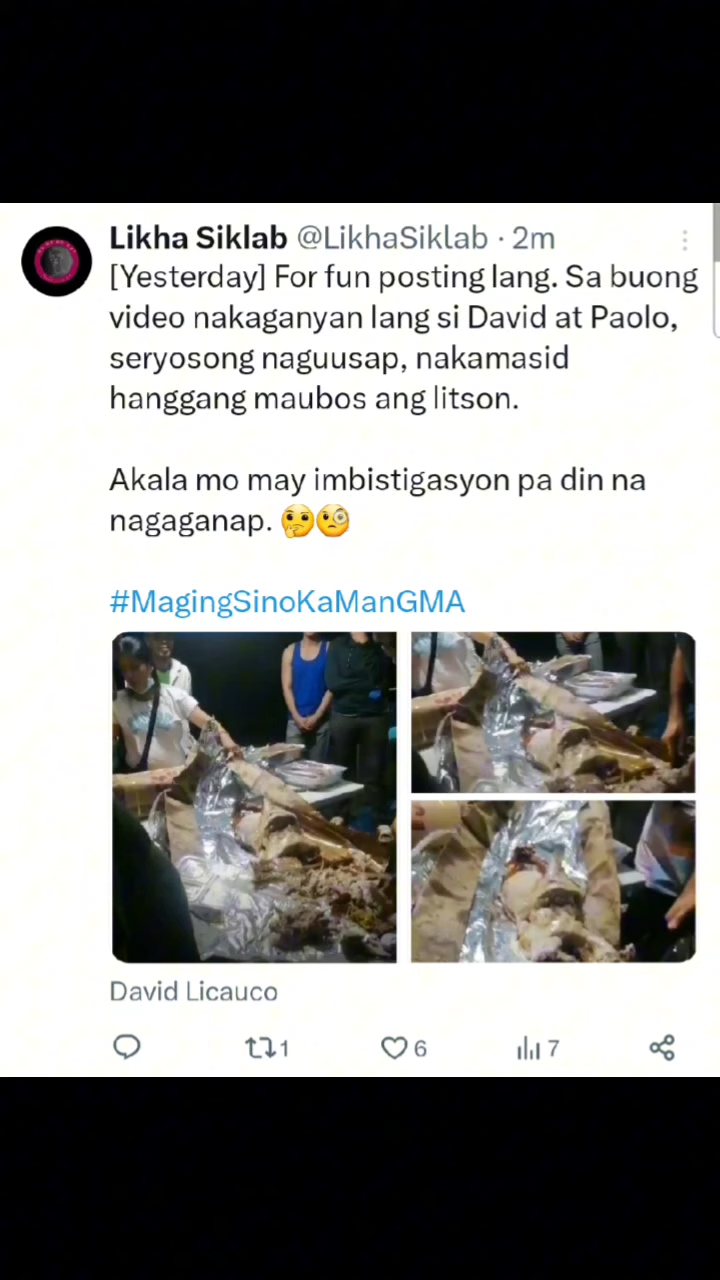 Likha Siklab @LikhaSiklab · 2m
[Yesterday] For fun posting lang. Sa buong
video nakaganyan lang si David at Paolo,
seryosong naguusap, nakamasid
hanggang maubos ang litson.
Akala mo may imbistigasyon pa din na
nagaganap. 🤔🧐
#MagingSinoKaManGMA
David Licauco
1 6 7